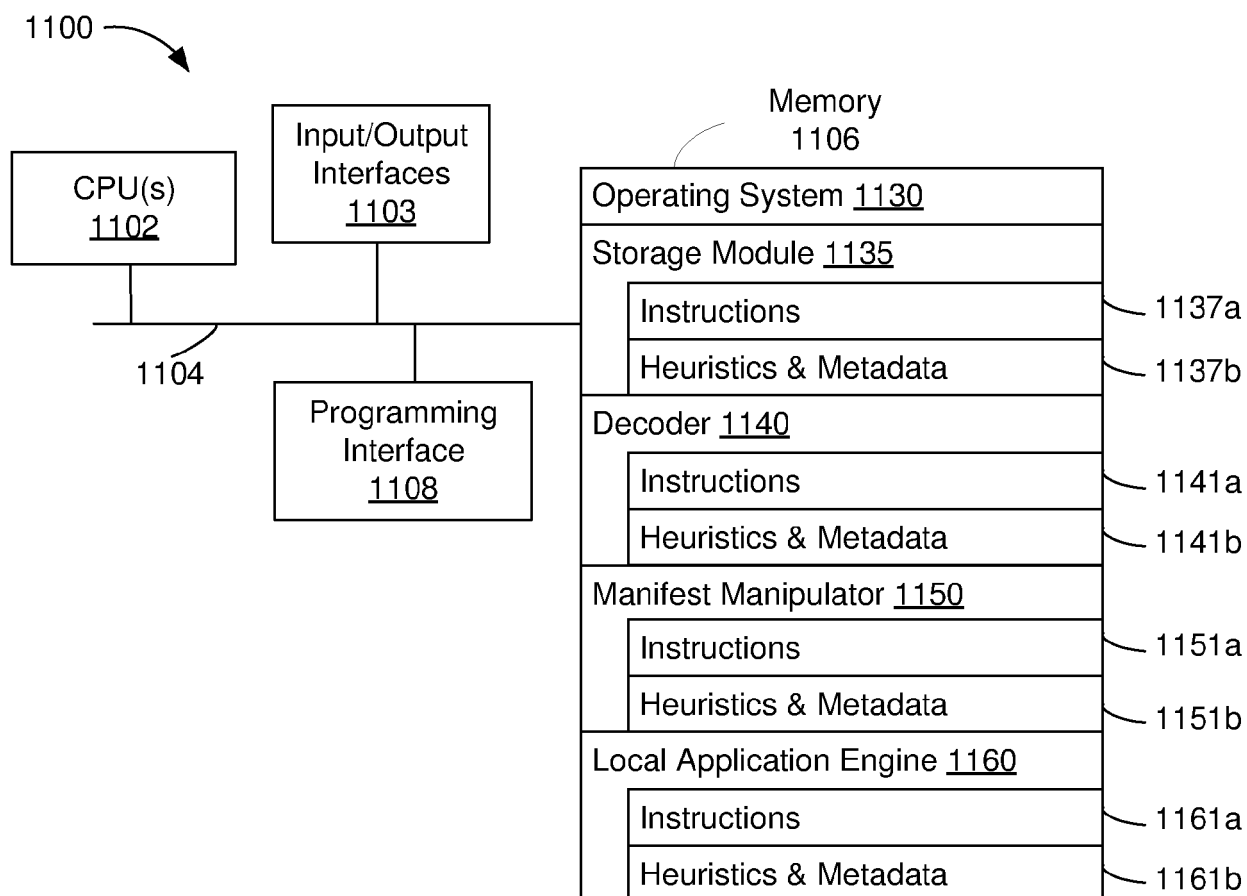 1100
CPU(s)
1102
Input/Output
Interfaces
1103
1104
Programming
Interface
1108
Memory
1106
Operating System 1130
Storage Module 1135
Instructions
1137a
Heuristics & Metadata
1137b
Decoder 1140
Instructions
1141a
Heuristics & Metadata
1141b
Manifest Manipulator 1150
Instructions
1151a
Heuristics & Metadata
1151b
Local Application Engine 1160
Instructions
1161a
Heuristics & Metadata
1161b